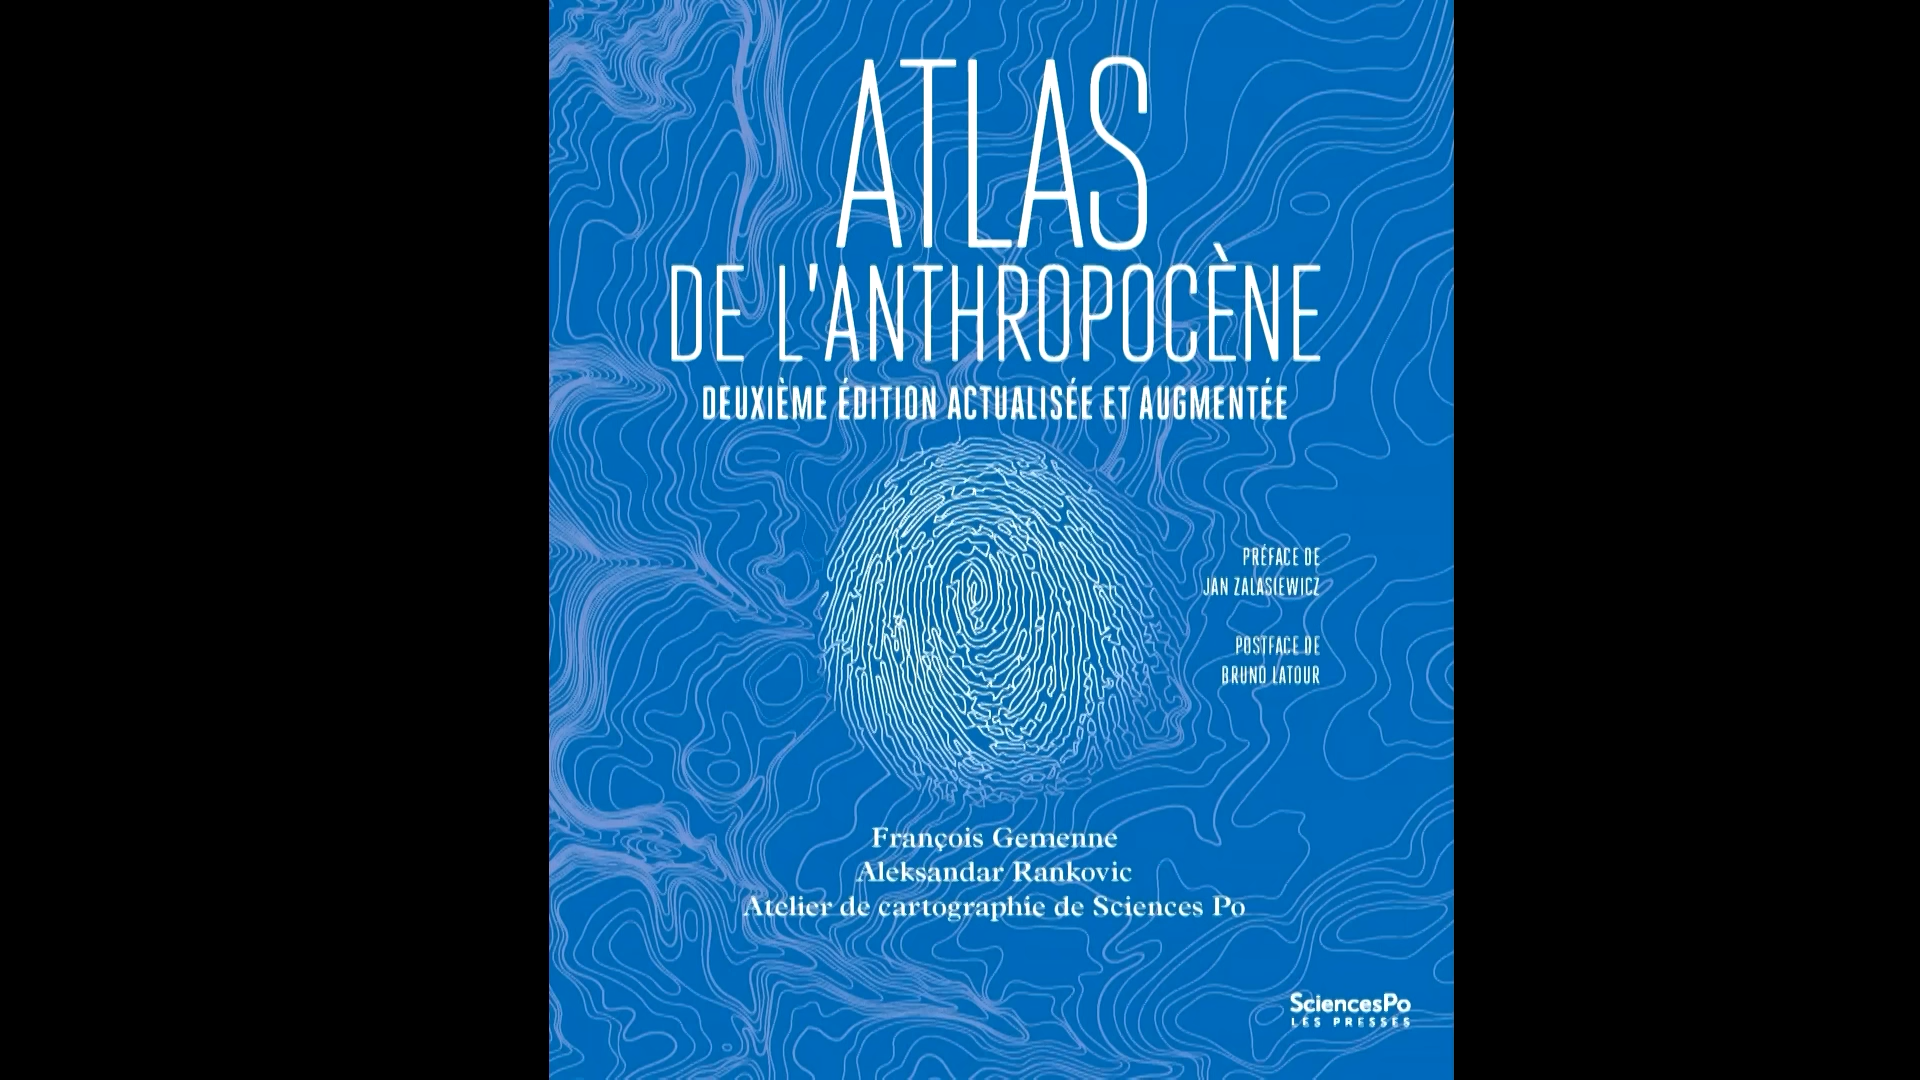 ATLAS
DE L'ANTHROPOCÈNE
DEUXIÈME ÉDITION ACTUALISÉE ET AUGMENTÉE
PRÉFACE DE
JAN ZALASIEWICZ
POSTFACE DE
BRUNO LATOUR
François Gemenne
Aleksandar Rankovic
Atelier de cartographie de Sciences Po
SciencesPo
LES PRESSES